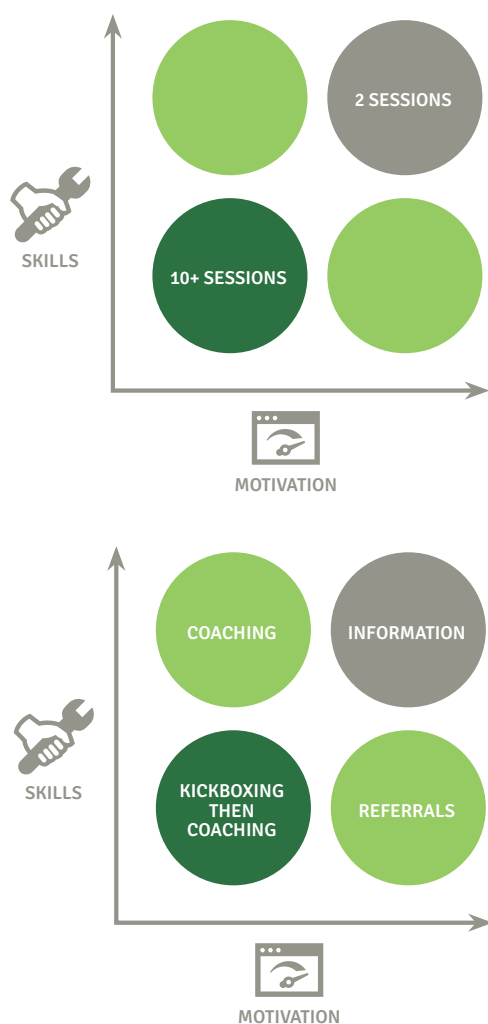 2 SESSIONS
SKILLS
10+ SESSIONS
MOTIVATION
COACHING
INFORMATION
SKILLS
KICKBOXING
THEN
COACHING
REFERRALS
MOTIVATION